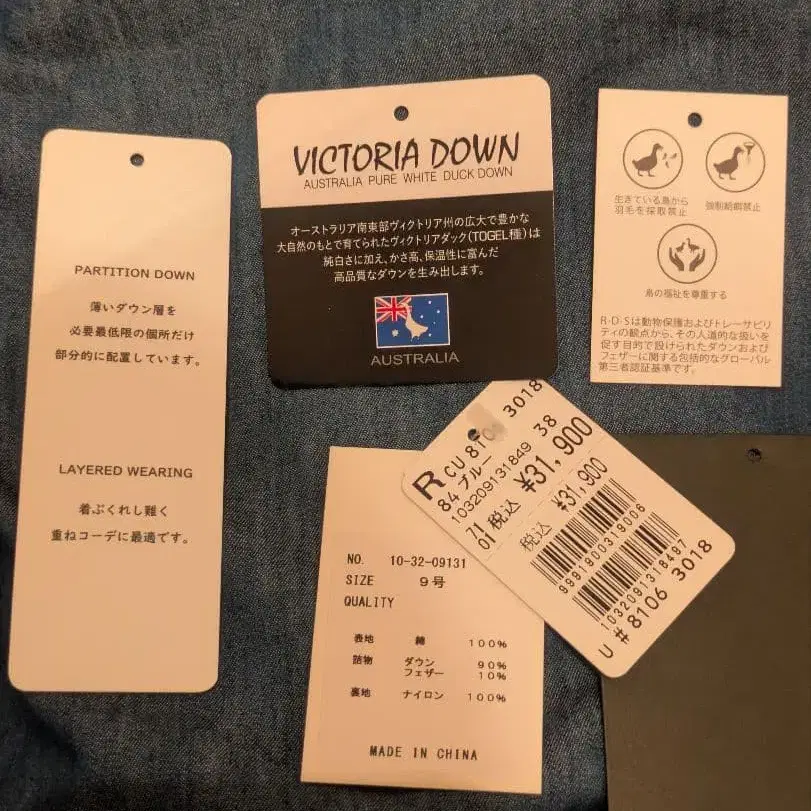 PARTITION DOWN
薄いダウン層を
必要最低限の個所だけ
部分的に配置しています。
LAYERED WEARING
着ぶくれし難く
重ねコーデに最適です。
VICTORIA DOWN
AUSTRALIA PURE WHITE DUCK DOWN
オーストラリア南東部ヴィクトリア州の広大で豊かな
大自然のもとで育てられたヴィクトリアダック(TOGEL種)は
純白さに加え、かさ高、保温性に富んだ
高品質なダウンを生み出します。
AUSTRALIA
生きている鳥から
羽毛を採取禁止
強制給餌禁止
鳥の福祉を尊重する
R・D・Sは動物保護およびトレーサビリ
ティの観点から、その人道的な扱いを
促す目的で設けられたダウンおよび
フェザーに関する包括的なグローバル
第三者認証基準です。
R CU 3018
84 ブルー 38
103209131849
71 税込 ¥31,900
01 税込 ¥31,900
9991900319006
1032091318497
U # 8106 3018
NO. 10-32-09131
SIZE 9号
QUALITY
表地 綿 100%
詰物 ダウン 90%
フェザー 10%
裏地 ナイロン 100%
MADE IN CHINA